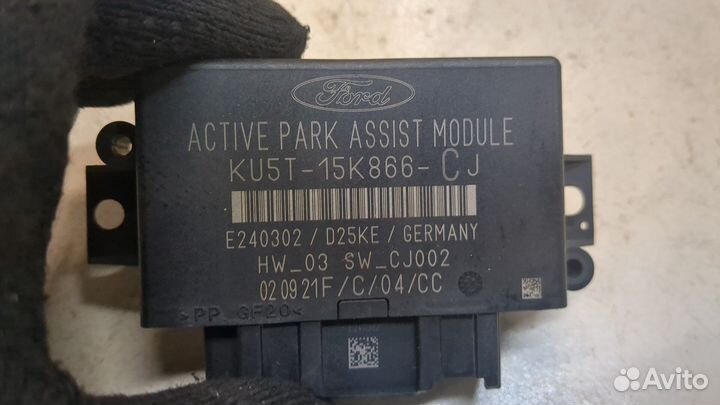 Ford
ACTIVE PARK ASSIST MODULE
KU5T-15K866-CJ
E240302 / D25KE / GERMANY
HW_03 SW_CJ002
020921F/C/04/CC
>PP GF20<
Avito